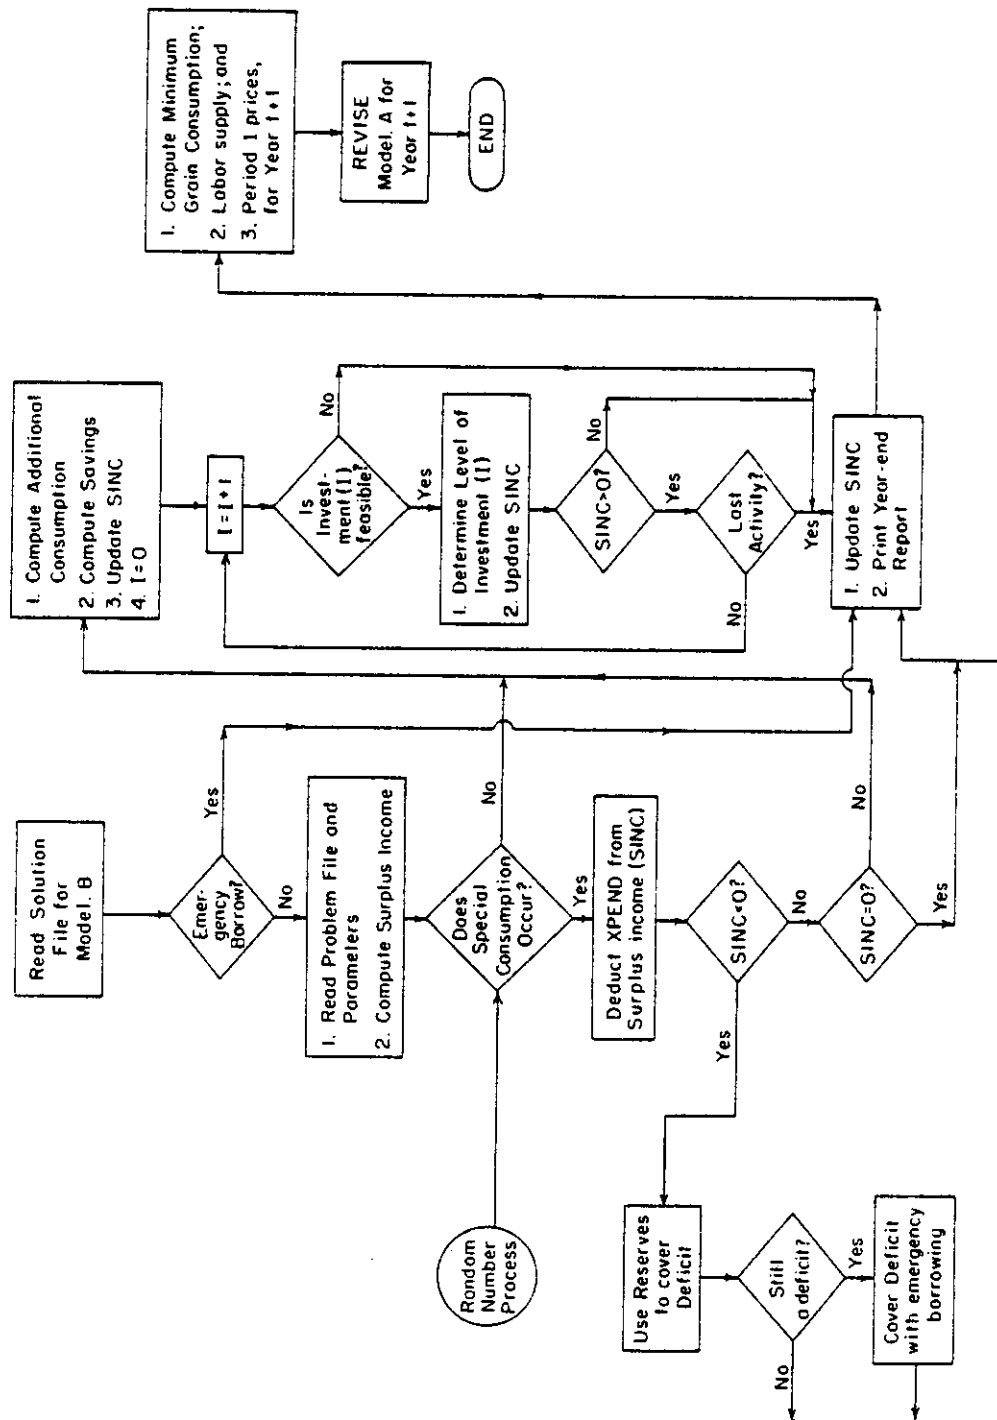 Read Solution
File for
Model. B
Emer-
gency
Borrow?
Yes
No
1. Read Problem File and
Parameters
2. Compute Surplus Income
Random
Number
Process
Does
Special
Consumption
Occur?
No
Yes
Deduct XPEND from
Surplus income (SINC)
SINC<0?
Yes
No
SINC=0?
No
Yes
Use Reserves
to cover
Deficit
Still
a deficit?
No
Yes
Cover Deficit
with emergency
borrowing
1. Compute Additional
Consumption
2. Compute Savings
3. Update SINC
4. I=0
I=I+1
Is
Invest-
ment (I)
feasible?
No
Yes
1. Determine Level of
Investment (I)
2. Update SINC
SINC>0?
No
Yes
Last
Activity?
No
Yes
1. Update SINC
2. Print Year-end
Report
1. Compute Minimum
Grain Consumption;
2. Labor supply; and
3. Period 1 prices,
for Year t+1
REVISE
Model. A for
Year t+1
END